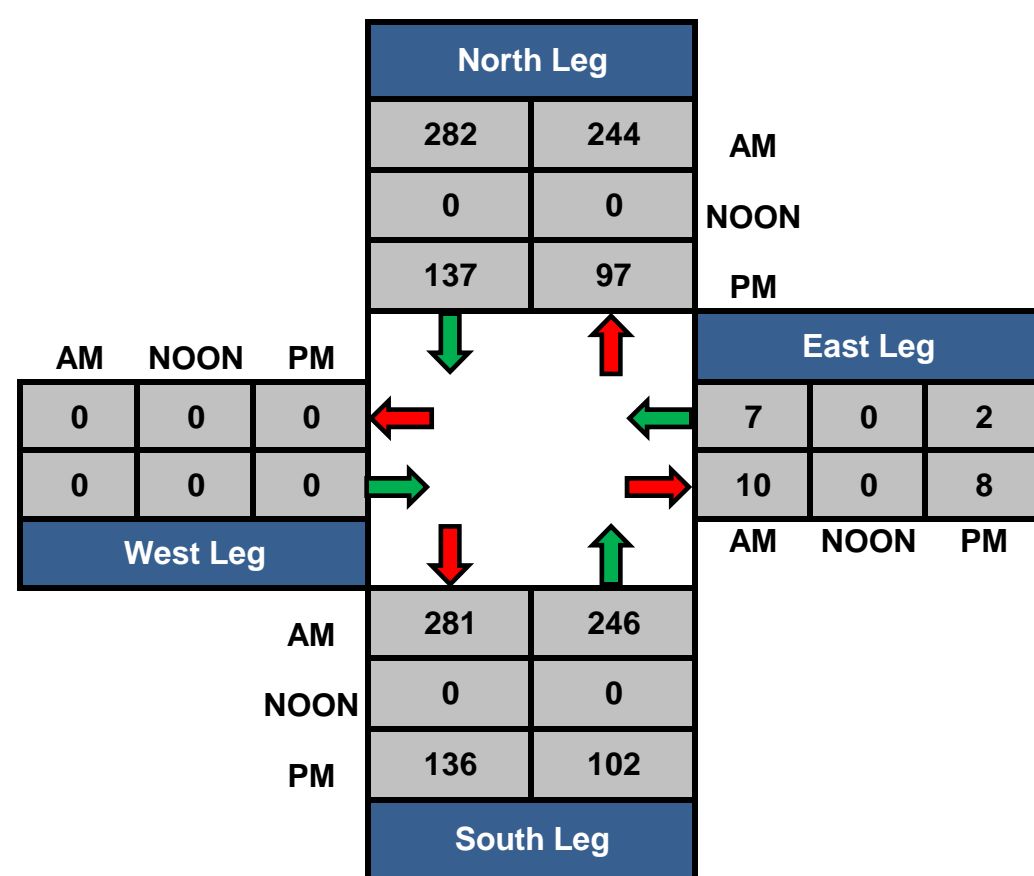 North Leg
282 244 AM
0 0 NOON
137 97 PM
AM NOON PM East Leg
0 0 0 7 0 2
0 0 0 10 0 8
West Leg AM NOON PM
AM 281 246
NOON 0 0
PM 136 102
South Leg